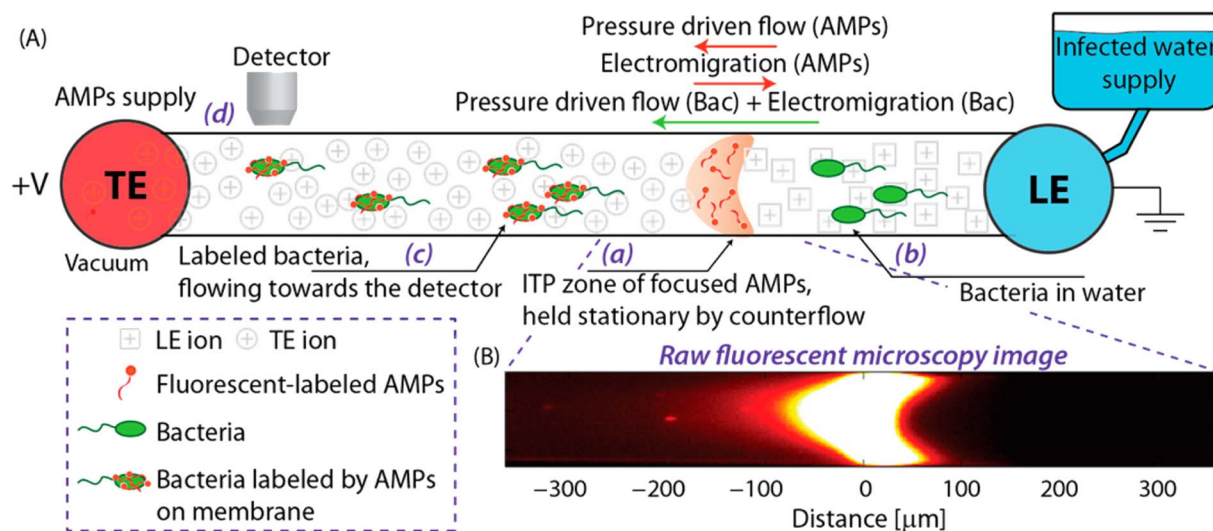 (A)
Pressure driven flow (AMPs)
Electromigration (AMPs)
Pressure driven flow (Bac) + Electromigration (Bac)
Infected water
supply
Detector
AMPs supply
(d)
+V
TE
LE
Vacuum
Labeled bacteria,
flowing towards the detector
(c)
(a)
ITP zone of focused AMPs,
held stationary by counterflow
(b)
Bacteria in water
LE ion
TE ion
Fluorescent-labeled AMPs
Bacteria
Bacteria labeled by AMPs
on membrane
(B)
Raw fluorescent microscopy image
−300 −200 −100 0 100 200 300
Distance [μm]